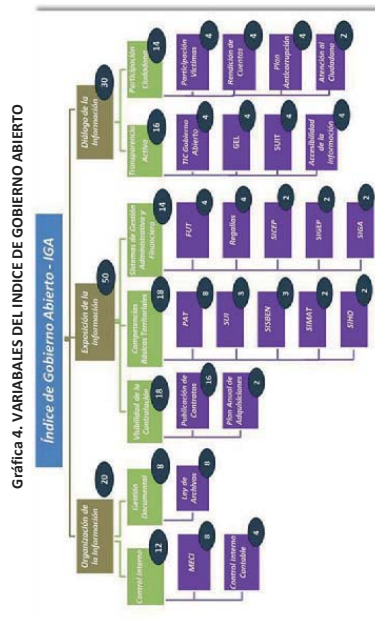 Gráfica 4. VARIABALES DEL INDICE DE GOBIERNO ABIERTO
Índice de Gobierno Abierto - IGA
Organización de
la Información
20
Control Interno
12
MECI
8
Control Interno
Contable
4
Gestión
Documental
8
Ley de
Archivos
8
Exposición de la
Información
50
Visibilidad de la
Contratación
18
Publicación de
Contratos
16
Plan Anual de
Adquisiciones
2
Competencias
Básicas Territoriales
18
PAT
8
SUI
3
SISBEN
3
SIMAT
2
SIHO
2
Sistemas de Gestión
Administrativa y
Financiera
14
FUT
4
Regalías
4
SICEP
2
SIGEP
2
SIGA
2
Diálogo de la
Información
30
Transparencia
Activa
16
TIC Gobierno
Abierto
4
GEL
4
SUIT
4
Accesibilidad
de la
información
4
Participación
Ciudadana
14
Participación
Víctimas
4
Rendición de
Cuentas
4
Plan
Anticorrupción
4
Atención al
Ciudadano
2